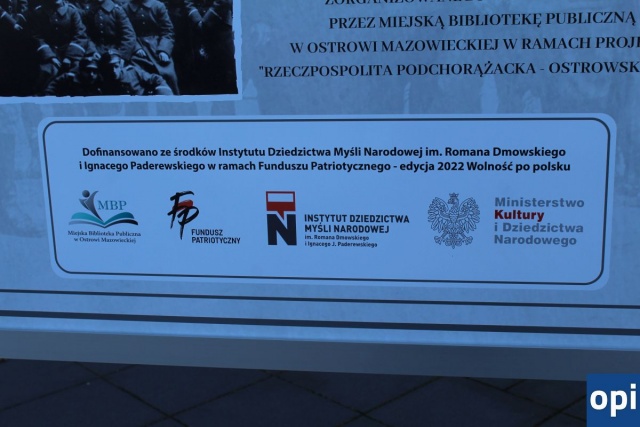 PRZEZ MIEJSKĄ BIBLIOTEKĘ PUBLICZNĄ
W OSTROWI MAZOWIECKIEJ W RAMACH
"RZECZPOSPOLITA PODCHORĄŻACKA -
Dofinansowano ze środków Instytutu Dziedzictwa Myśli Narodowej im. Romana Dmowskiego
i Ignacego Paderewskiego w ramach Funduszu Patriotycznego - edycja 2022 Wolność po polsku
MBP
Miejska Biblioteka Publiczna
w Ostrowi Mazowieckiej
FP
FUNDUSZ
PATRIOTYCZNY
INSTYTUT DZIEDZICTWA
MYŚLI NARODOWEJ
im. Romana Dmowskiego
i Ignacego J. Paderewskiego
Ministerstwo
Kultury
i Dziedzictwa
Narodowego
opi